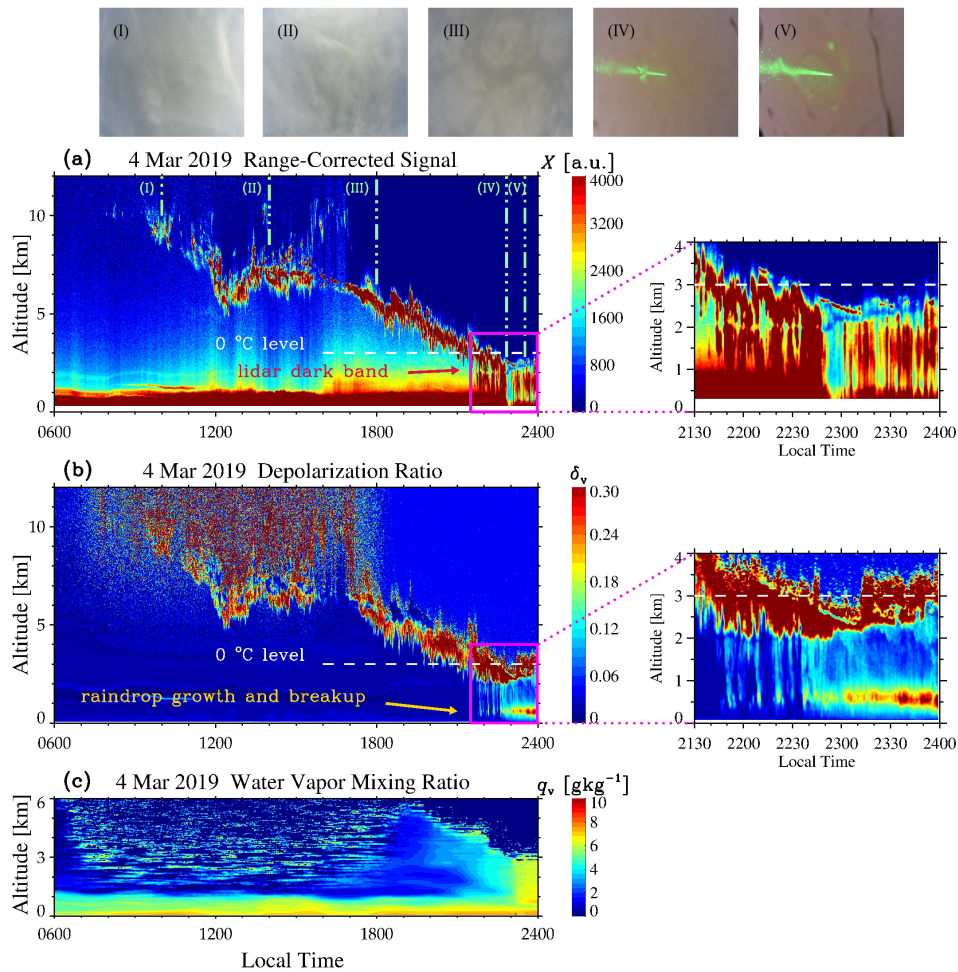 (I) (II) (III) (IV) (V)
(a) 4 Mar 2019 Range-Corrected Signal X [a.u.]
(I) (II) (III) (IV) (V)
Altitude [km]
10
5
0
0 °C level
lidar dark band
0600 1200 1800 2400
4000
3200
2400
1600
800
0
Altitude [km]
4
3
2
1
0
2130 2200 2230 2300 2330 2400
Local Time
(b) 4 Mar 2019 Depolarization Ratio δv
Altitude [km]
10
5
0
0 °C level
raindrop growth and breakup
0600 1200 1800 2400
0.30
0.24
0.18
0.12
0.06
0
Altitude [km]
4
3
2
1
0
2130 2200 2230 2300 2330 2400
Local Time
(c) 4 Mar 2019 Water Vapor Mixing Ratio qv [gkg⁻¹]
Altitude [km]
6
3
0
0600 1200 1800 2400
Local Time
10
8
6
4
2
0